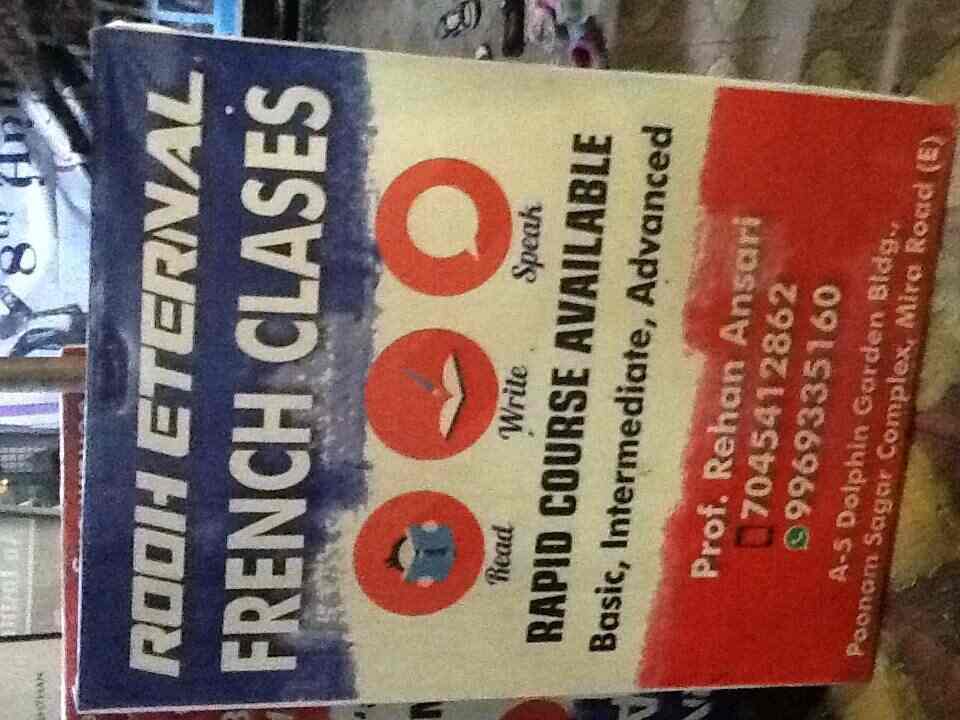 ROOH ETERNAL
FRENCH CLASES
Read Write Speak
RAPID COURSE AVAILABLE
Basic, Intermediate, Advanced
Prof. Rehan Ansari
7045412862
9969335160
A-5 Dolphin Garden Bldg.,
Poonam Sagar Complex, Mira Road (E)
8th